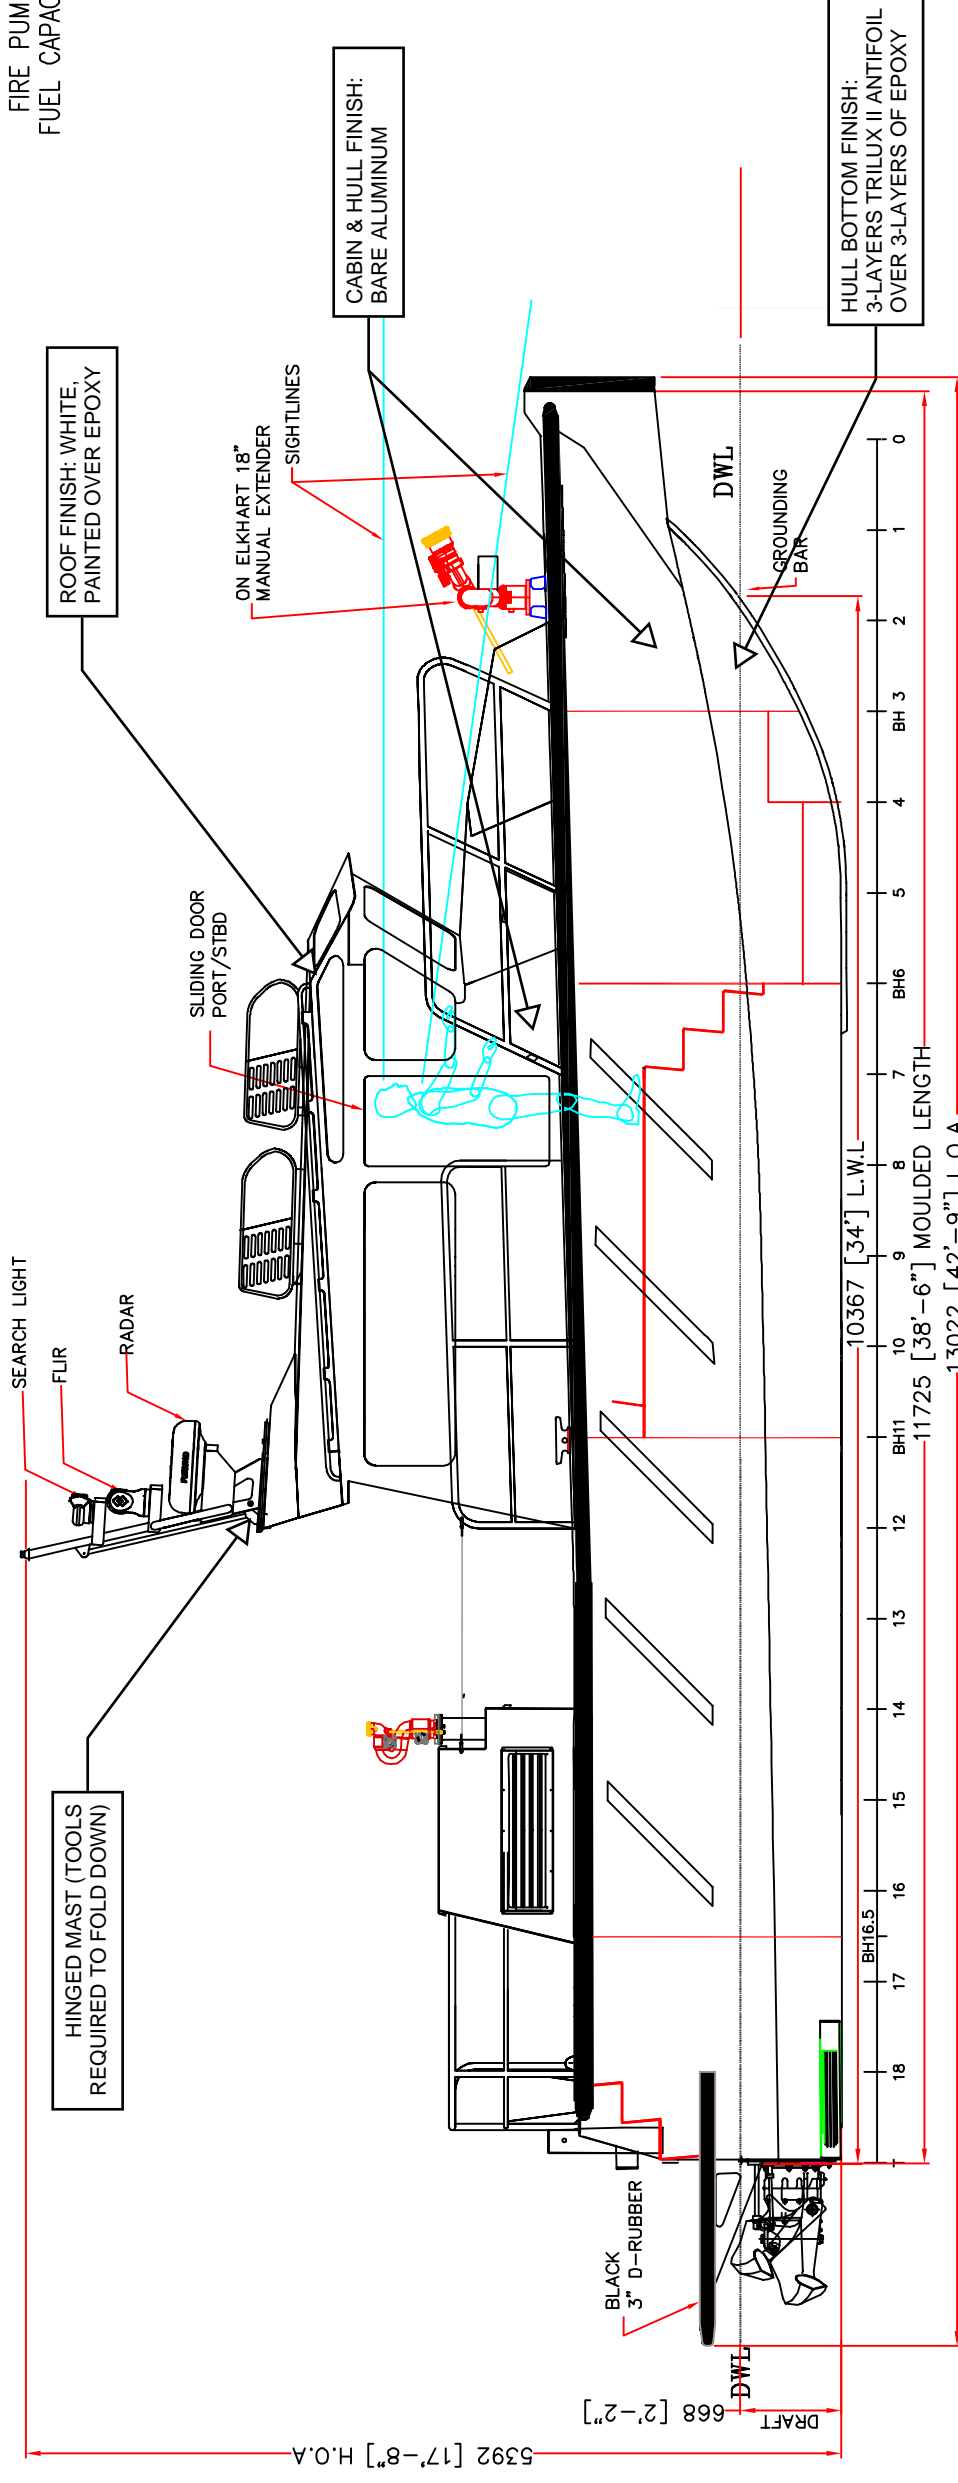 FIRE PUM
FUEL CAPAC
CABIN & HULL FINISH:
BARE ALUMINUM
HULL BOTTOM FINISH:
3-LAYERS TRILUX II ANTIFOIL
OVER 3-LAYERS OF EPOXY
ROOF FINISH: WHITE,
PAINTED OVER EPOXY
ON ELKHART 18"
MANUAL EXTENDER
SIGHTLINES
DWL
GROUNDING
BAR
SLIDING DOOR
PORT/STBD
SEARCH LIGHT
FLIR
RADAR
HINGED MAST (TOOLS
REQUIRED TO FOLD DOWN)
BLACK
3" D-RUBBER
DWL
0
1
2
BH 3
4
5
BH6
7
8
9
10
BH11
12
13
14
15
16
BH16.5
17
18
10367 [34'] L.W.L
11725 [38'-6"] MOULDED LENGTH
13022 [42'-9"] L.O.A
668 [2'-2"]
DRAFT
5392 [17'-8"] H.O.A